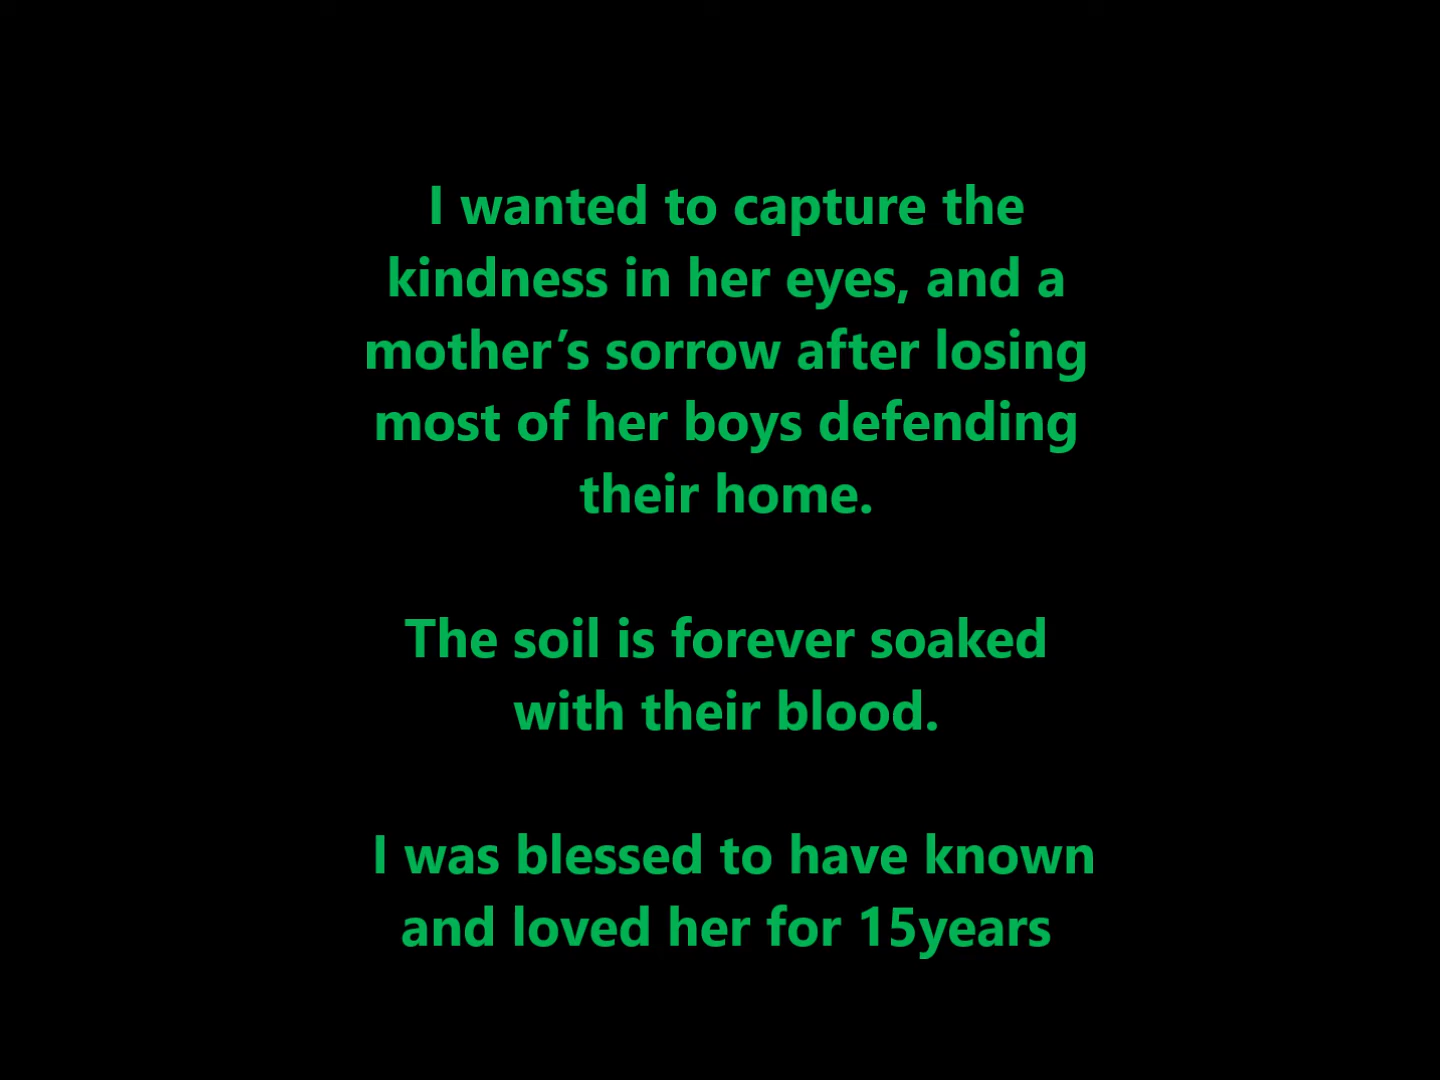 I wanted to capture the
kindness in her eyes, and a
mother’s sorrow after losing
most of her boys defending
their home.
The soil is forever soaked
with their blood.
I was blessed to have known
and loved her for 15years